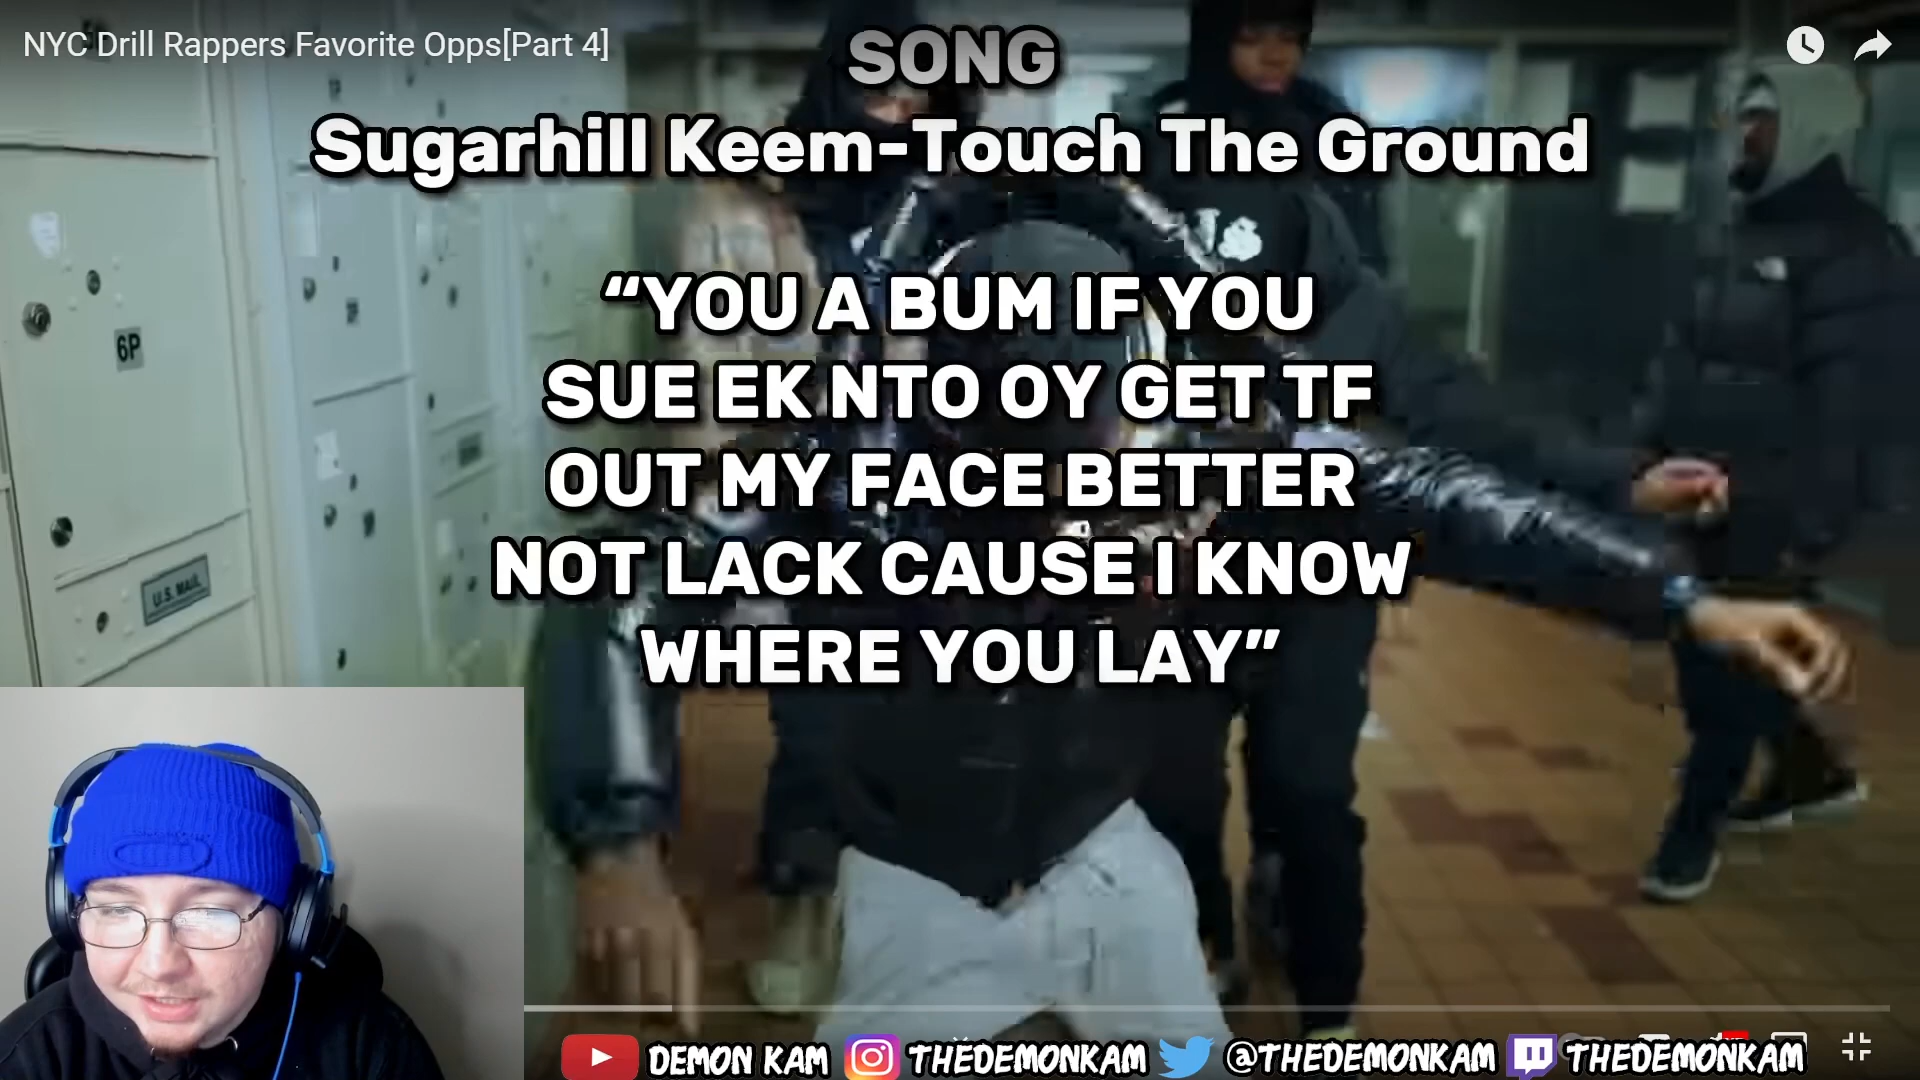 NYC Drill Rappers Favorite Opps[Part 4]
SONG
Sugarhill Keem-Touch The Ground
“YOU A BUM IF YOU
SUE EK NTO OY GET TF
OUT MY FACE BETTER
NOT LACK CAUSE I KNOW
WHERE YOU LAY”
6P
U.S. MAIL
DEMON KAM THEDEMONKAM @THEDEMONKAM THEDEMONKAM